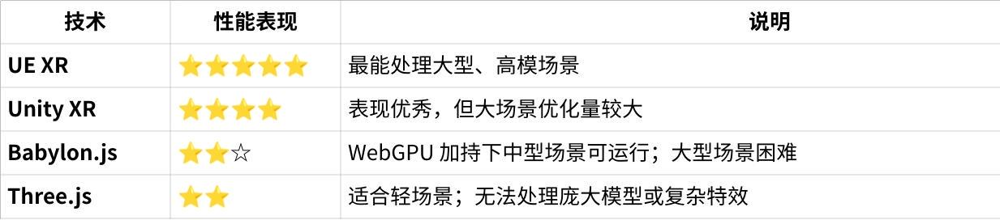 技术 性能表现 说明
UE XR ⭐⭐⭐⭐⭐ 最能处理大型、高模场景
Unity XR ⭐⭐⭐⭐ 表现优秀，但大场景优化量较大
Babylon.js ⭐⭐☆ WebGPU 加持下中型场景可运行；大型场景困难
Three.js ⭐⭐ 适合轻场景；无法处理庞大模型或复杂特效